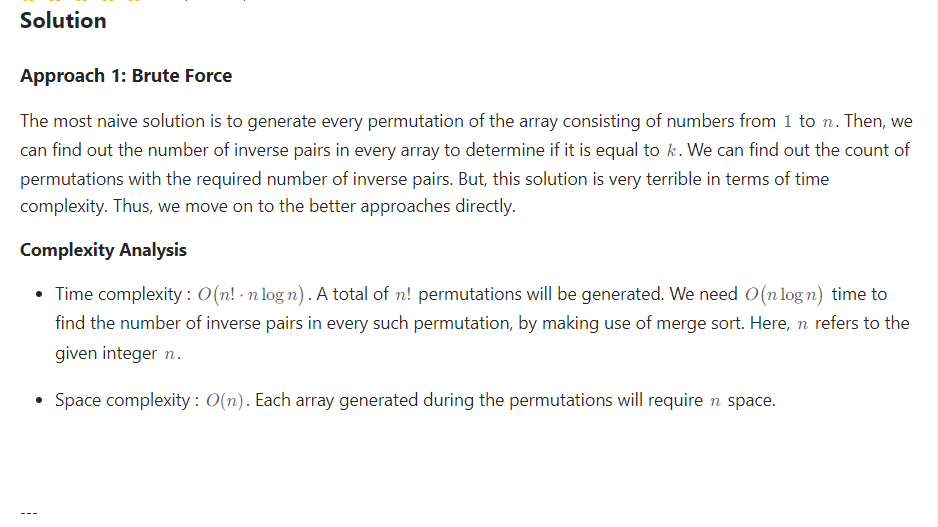 Solution
Approach 1: Brute Force
The most naive solution is to generate every permutation of the array consisting of numbers from 1 to n. Then, we
can find out the number of inverse pairs in every array to determine if it is equal to k. We can find out the count of
permutations with the required number of inverse pairs. But, this solution is very terrible in terms of time
complexity. Thus, we move on to the better approaches directly.
Complexity Analysis
• Time complexity : O(n! · n log n). A total of n! permutations will be generated. We need O(n log n) time to
find the number of inverse pairs in every such permutation, by making use of merge sort. Here, n refers to the
given integer n.
• Space complexity : O(n). Each array generated during the permutations will require n space.
---